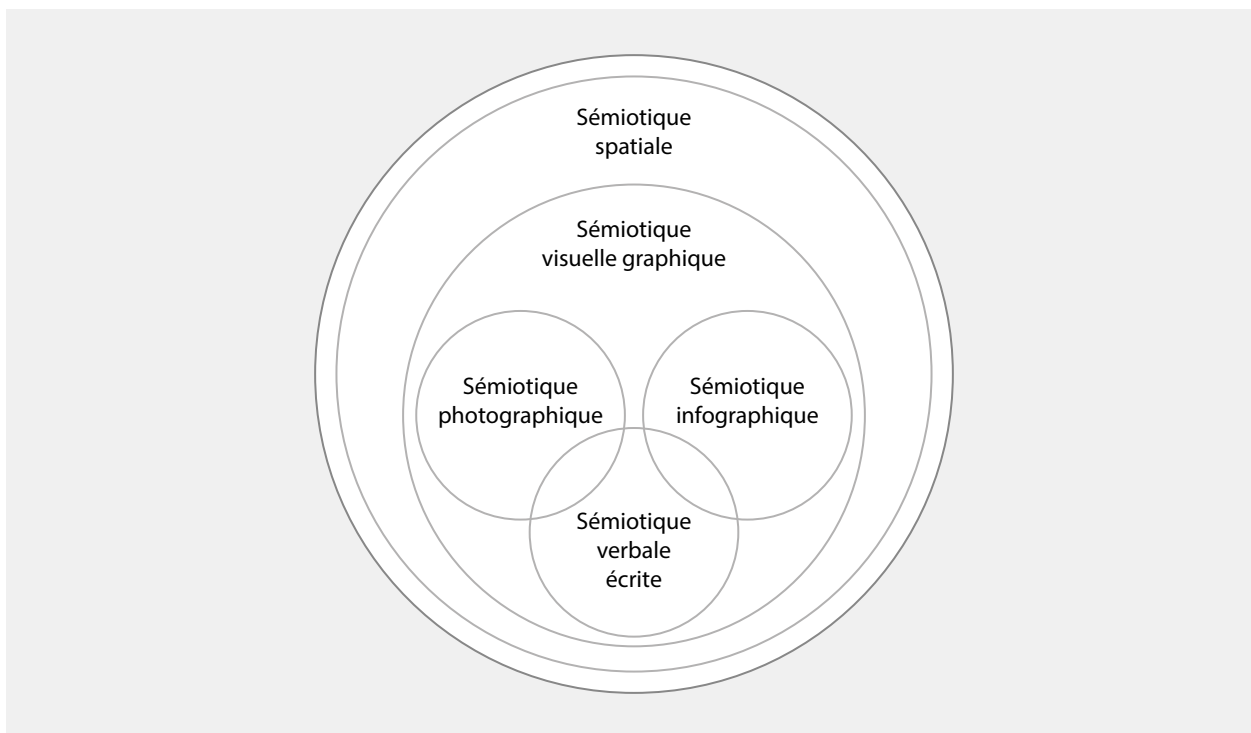 Sémiotique
spatiale
Sémiotique
visuelle graphique
Sémiotique
photographique
Sémiotique
infographique
Sémiotique
verbale
écrite